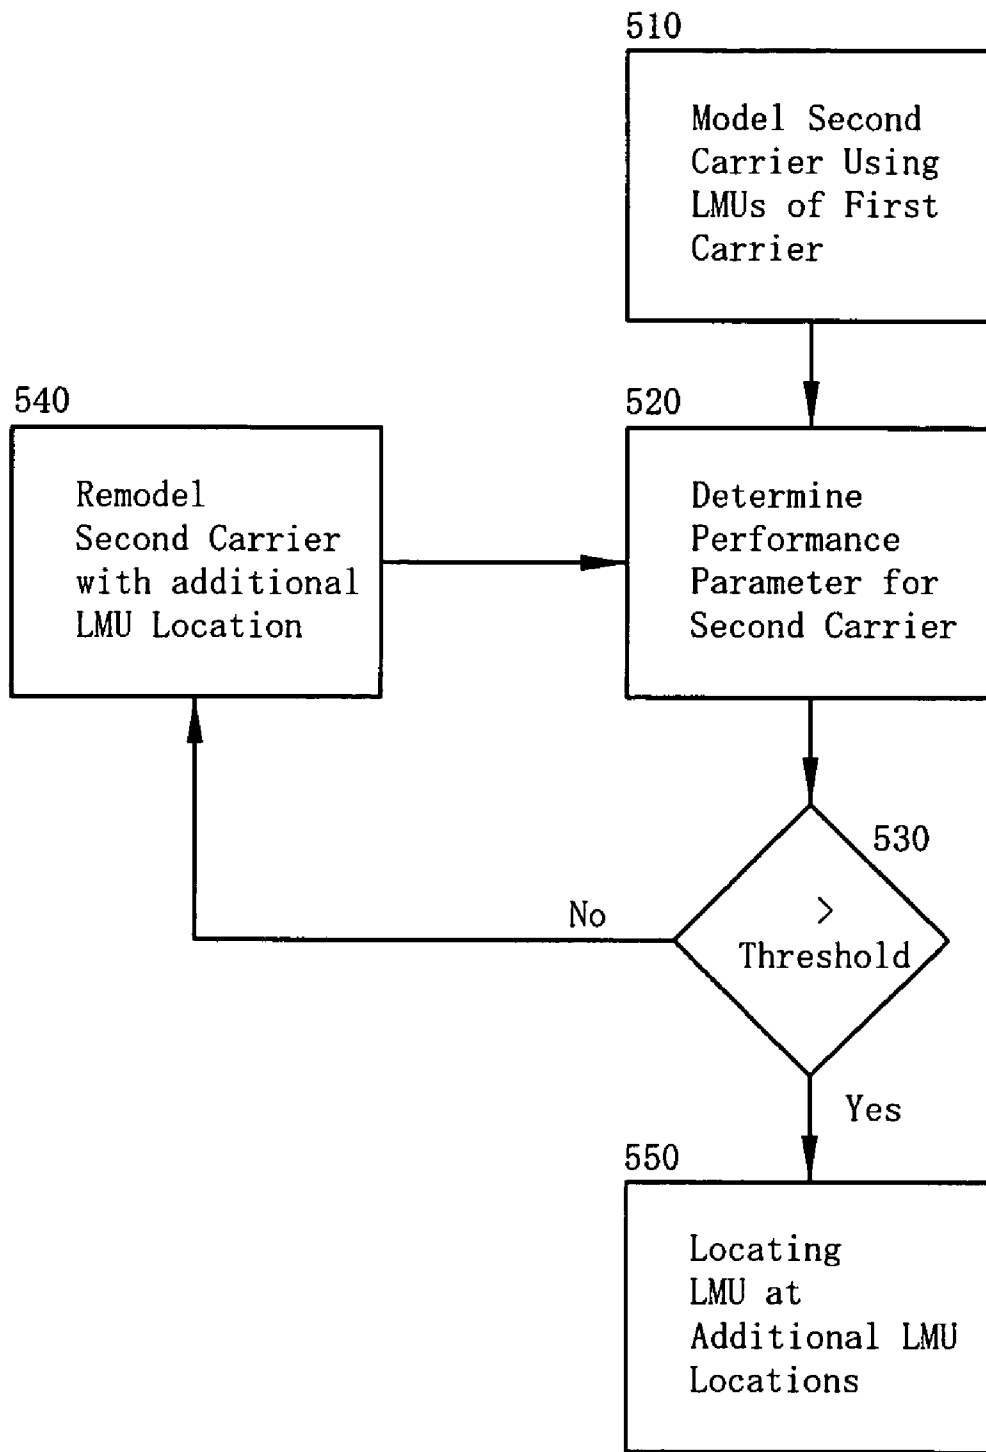 510
Model Second
Carrier Using
LMUs of First
Carrier
540
Remodel
Second Carrier
with additional
LMU Location
520
Determine
Performance
Parameter for
Second Carrier
530
>
Threshold
No
Yes
550
Locating
LMU at
Additional LMU
Locations